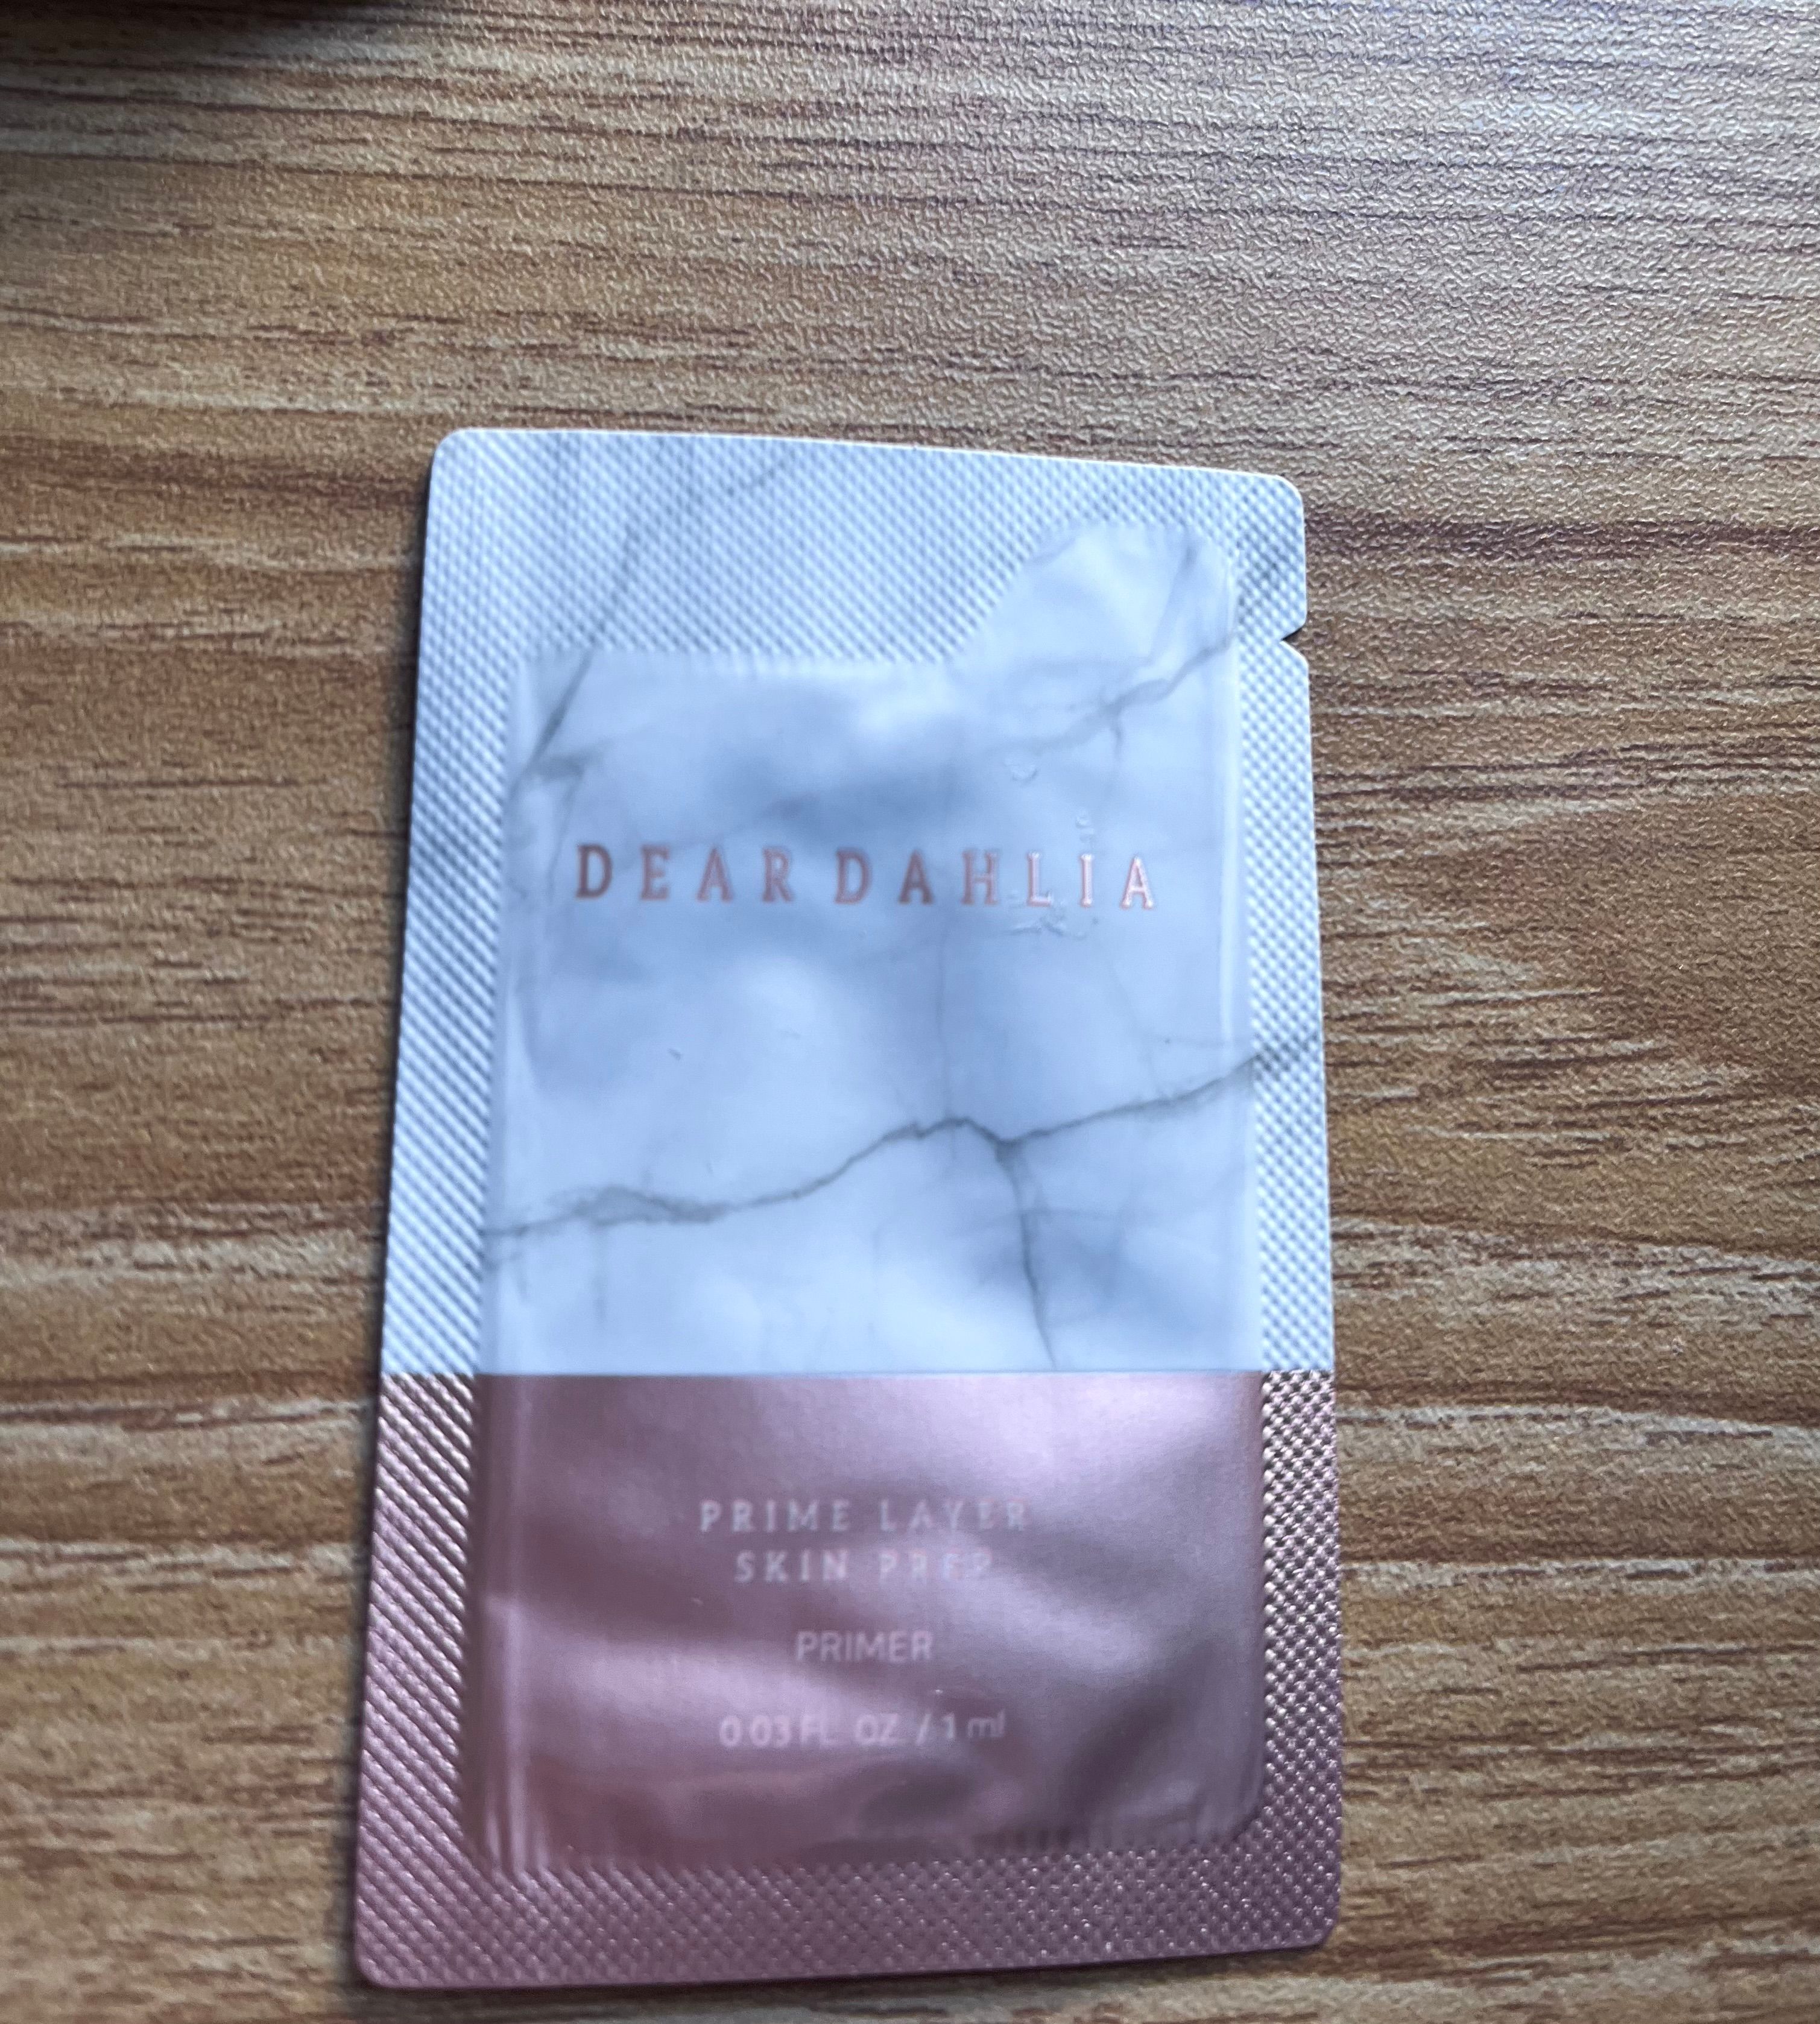 DEAR DAHLIA
PRIME LAYER
SKIN PREP
PRIMER
0.03 FL. OZ. / 1 ml